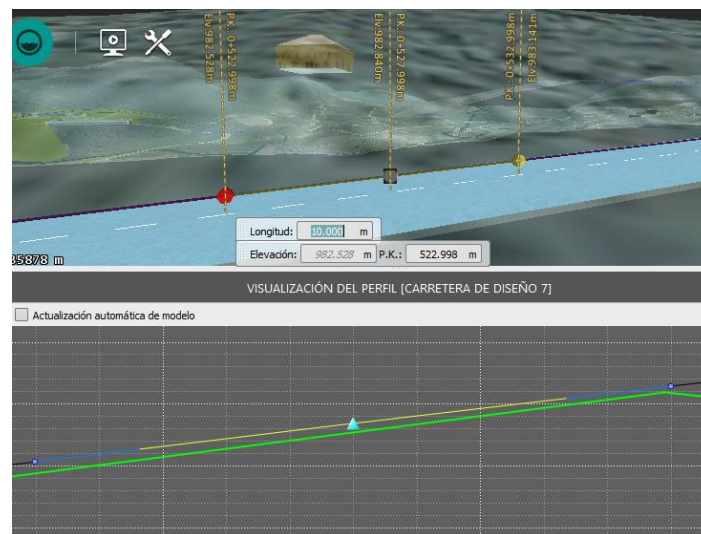 P.K.: 0+522.998m
Elv:982.528m
P.K.: 0+527.998m
Elv:982.840m
P.K.: 0+532.998m
Elv:983.141m
Longitud: 10.000 m
Elevación: 982.528 m P.K.: 522.998 m
35878 m
VISUALIZACIÓN DEL PERFIL [CARRETERA DE DISEÑO 7]
Actualización automática de modelo